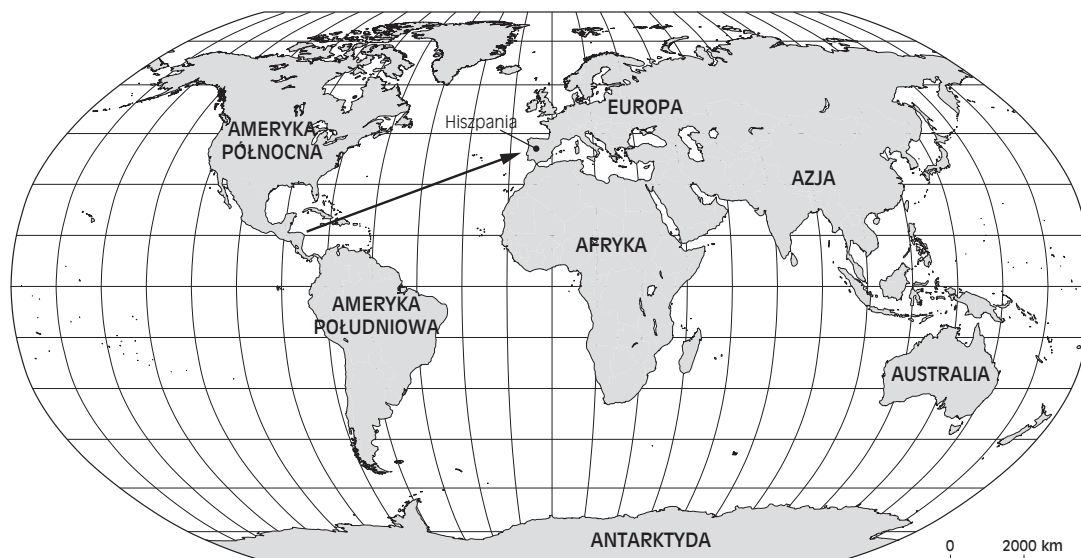 Hiszpania
EUROPA
AMERYKA
PÓŁNOCNA
AZJA
AFRYKA
AMERYKA
POŁUDNIOWA
AUSTRALIA
ANTARKTYDA
0 2000 km